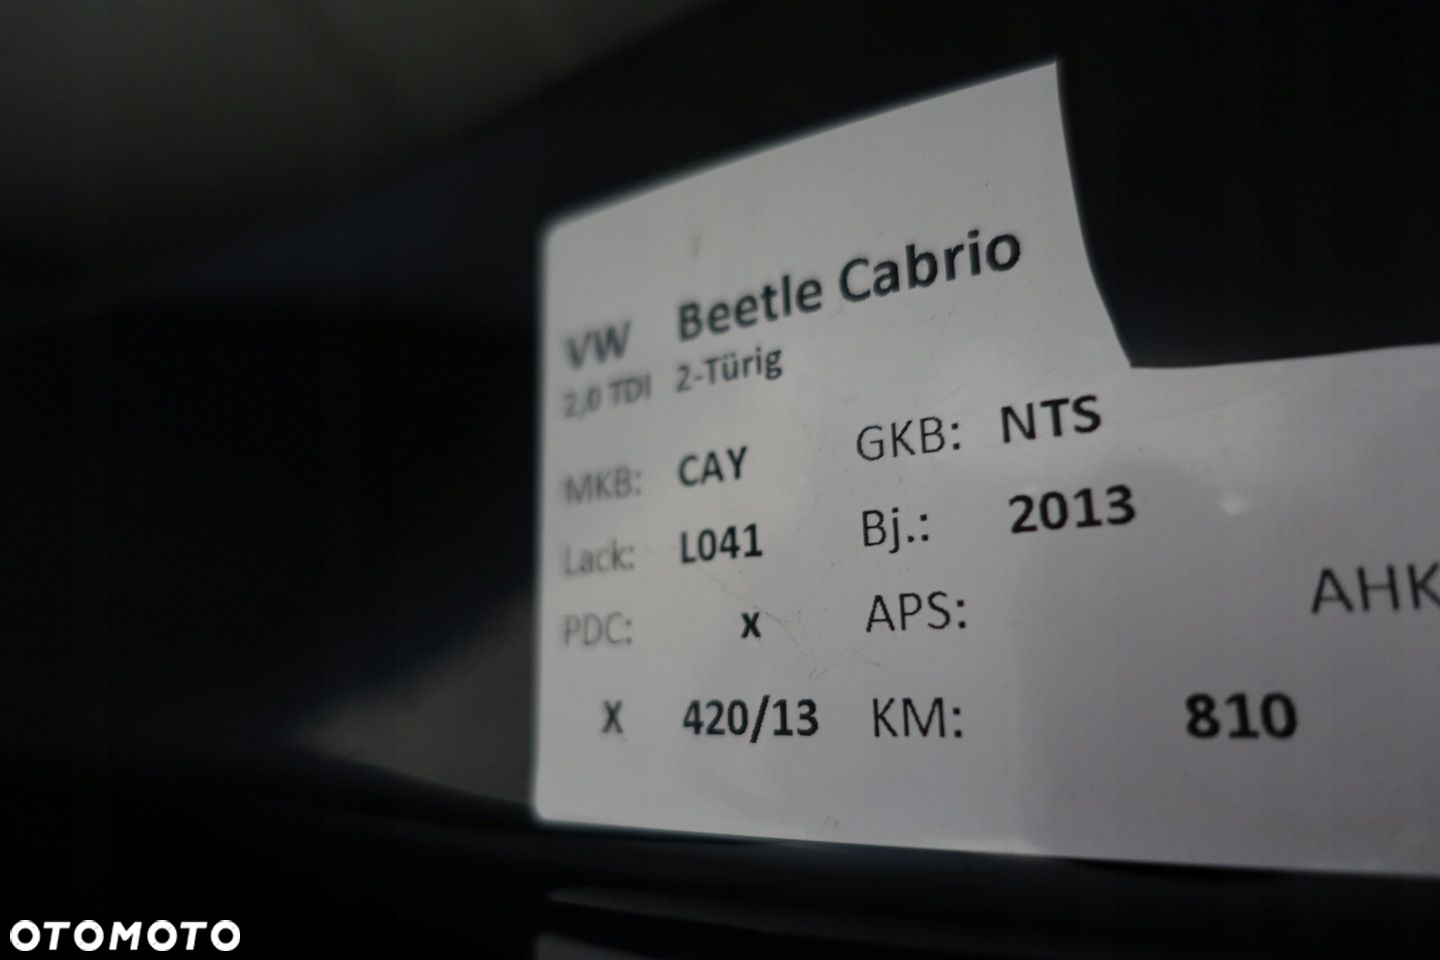 VW Beetle Cabrio
2,0 TDI 2-Türig
MKB: CAY GKB: NTS
Lack: L041 Bj.: 2013
PDC: x APS: AHK
X 420/13 KM: 810
OTOMOTO